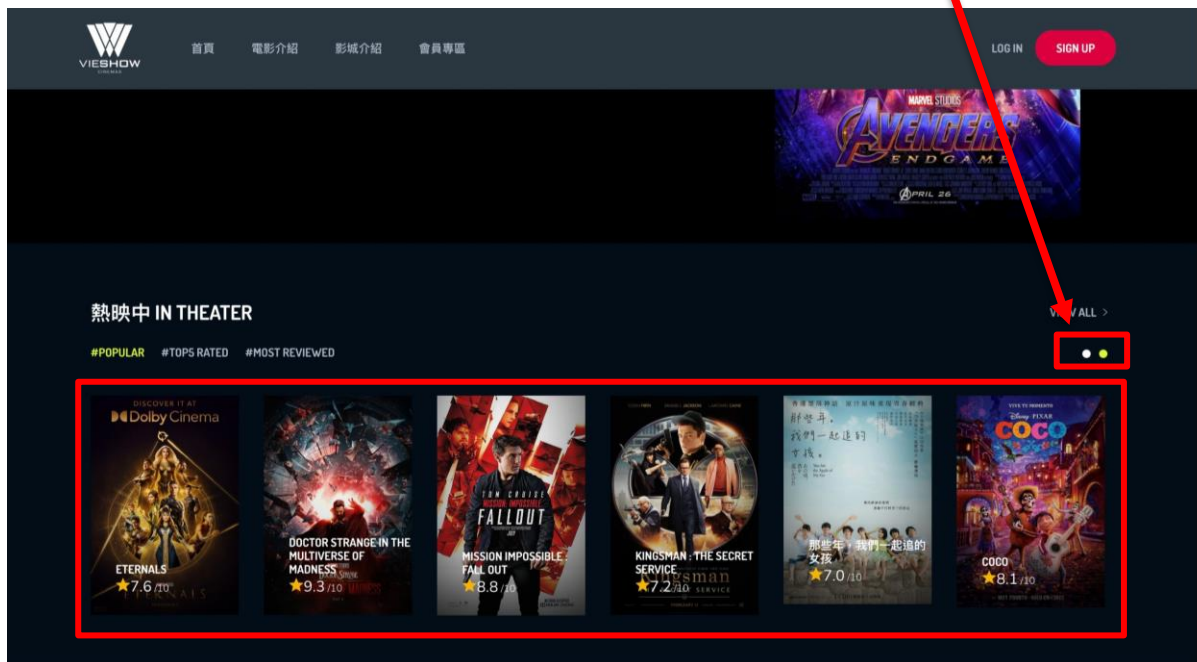 VIESHOW
CINEMAS
首頁 電影介紹 影城介紹 會員專區
LOG IN SIGN UP
MARVEL STUDIOS
AVENGERS
ENDGAME
APRIL 26
熱映中 IN THEATER
ALL >
#POPULAR #TOP5 RATED #MOST REVIEWED
DISCOVER IT AT
Dolby Cinema
ETERNALS
7.6 /10
DOCTOR STRANGE IN THE
MULTIVERSE OF
MADNESS
9.3 /10
TOM CRUISE
MISSION: IMPOSSIBLE
FALLOUT
MISSION IMPOSSIBLE :
FALL OUT
8.8 /10
KINGSMAN : THE SECRET
SERVICE
Kingsman
SERVICE
7.2 /10
那些年,
我們一起追的
女孩。
那些年,我們一起追的
女孩
7.0 /10
Disney PIXAR
COCO
COCO
8.1 /10